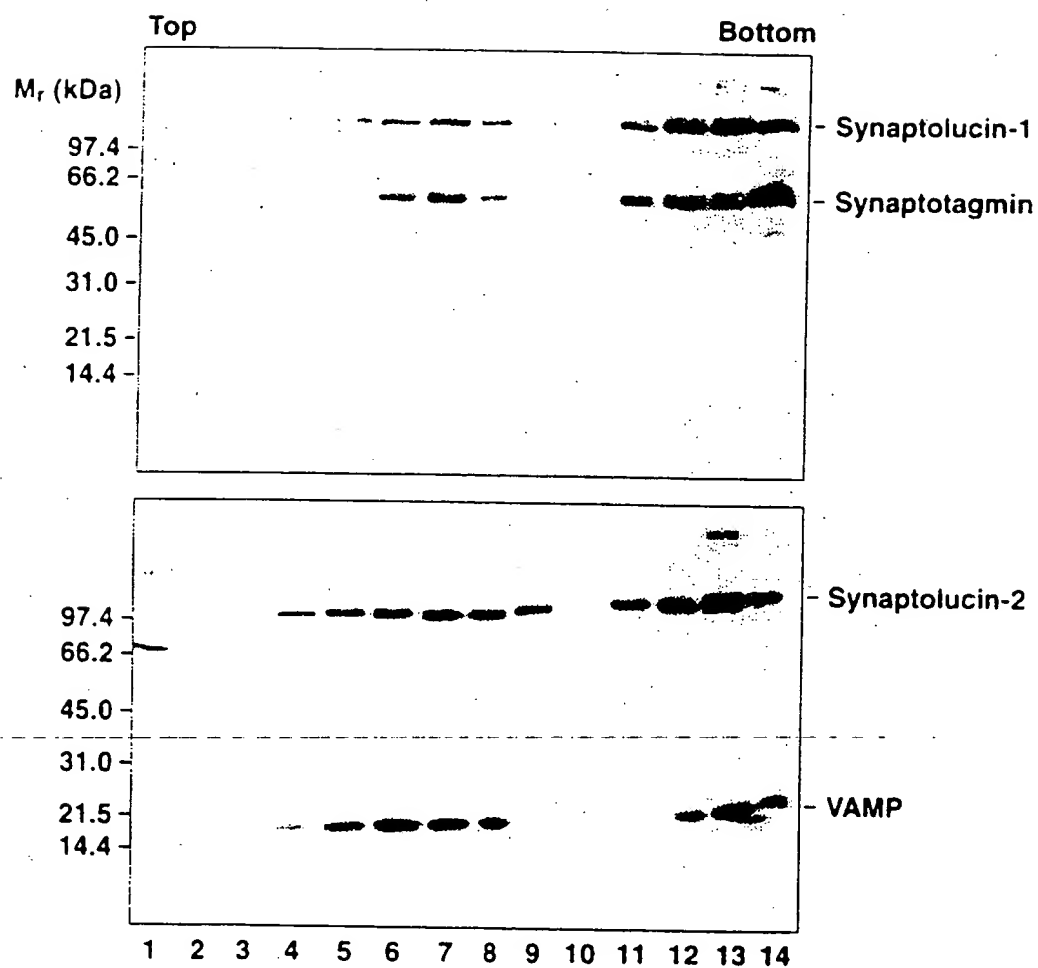 Top Bottom
Mr (kDa)
97.4 - - Synaptolucin-1
66.2 -
- Synaptotagmin
45.0 -
31.0 -
21.5 -
14.4 -
97.4 - - Synaptolucin-2
66.2 -
45.0 -
31.0 -
21.5 - - VAMP
14.4 -
1 2 3 4 5 6 7 8 9 10 11 12 13 14